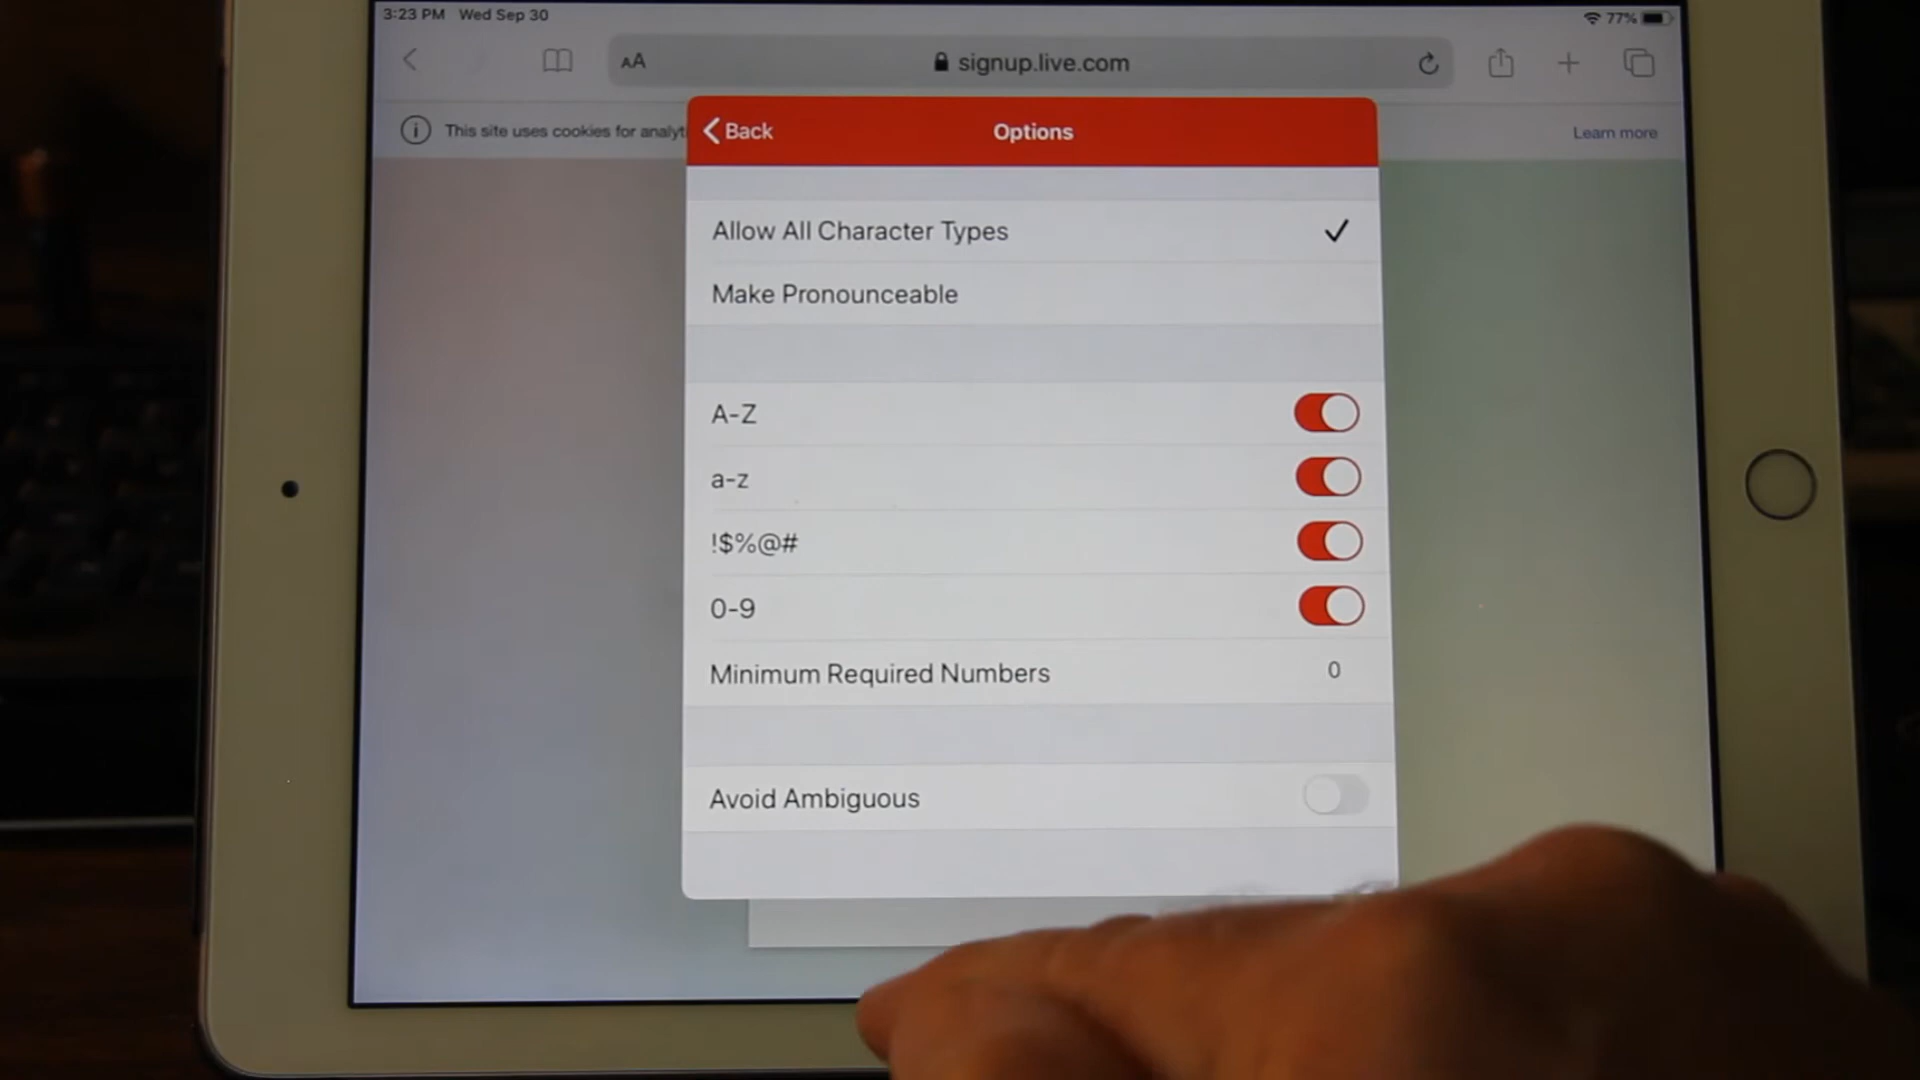 3:23 PM Wed Sep 30
77%
AA
signup.live.com
This site uses cookies for analyti
Learn more
Back
Options
Allow All Character Types
Make Pronounceable
A-Z
a-z
!$%@#
0-9
Minimum Required Numbers 0
Avoid Ambiguous